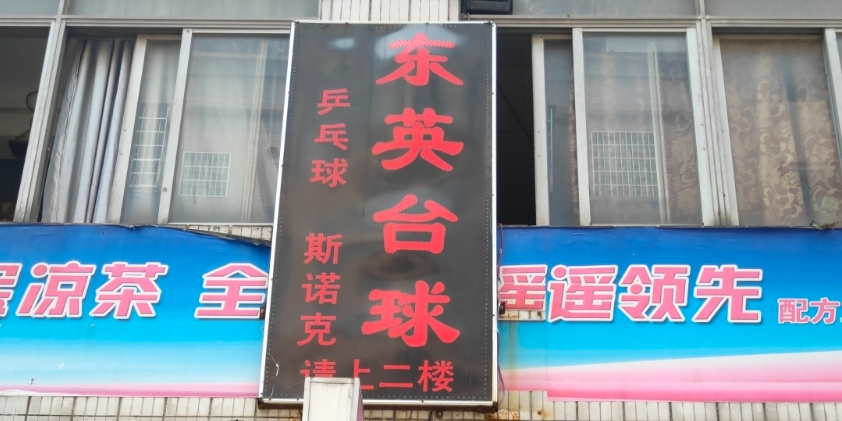 东英台球
乒乓球 斯诺克
请上二楼
凉茶 全
遥遥领先
配方